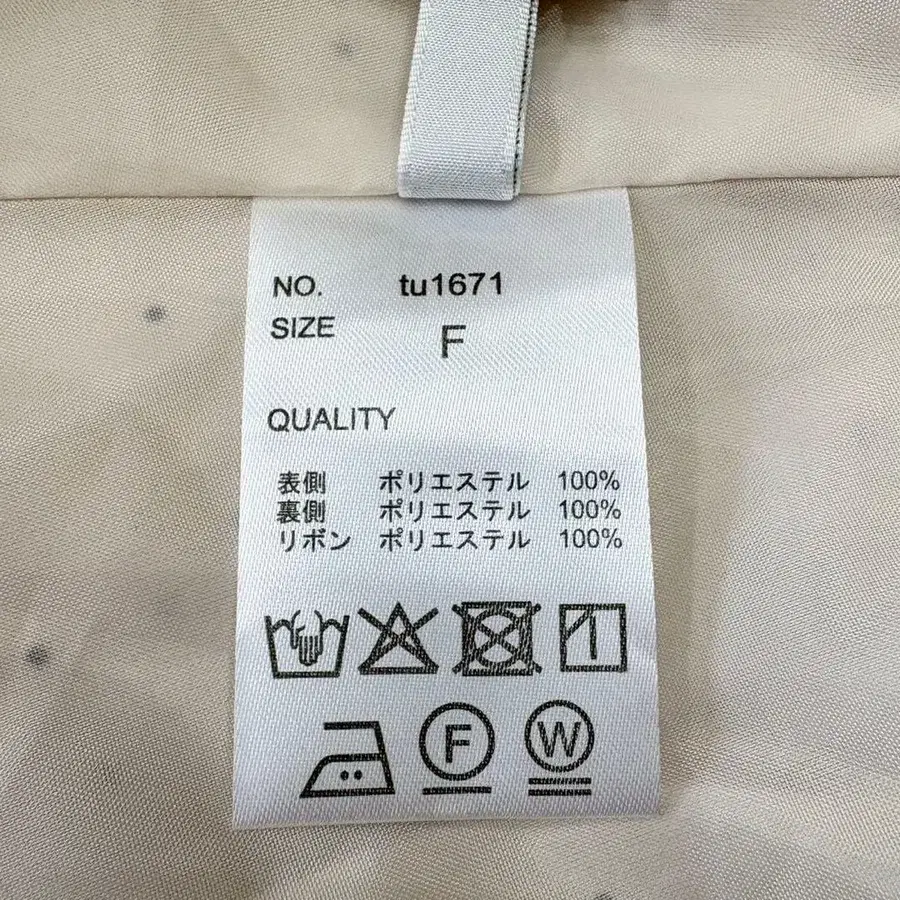 NO. tu1671
SIZE F
QUALITY
表側 ポリエステル 100%
裏側 ポリエステル 100%
リボン ポリエステル 100%
F W